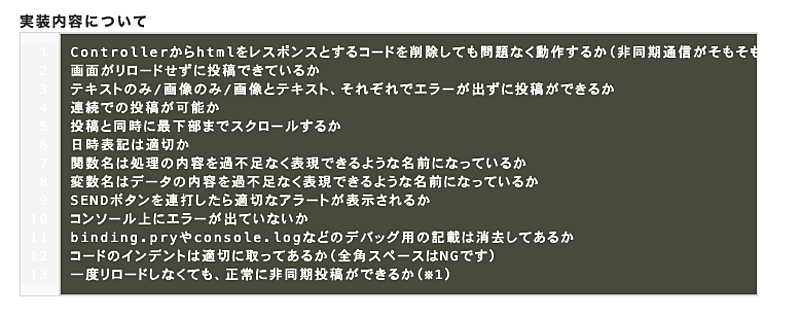 実装内容について
1 Controllerからhtmlをレスポンスとするコードを削除しても問題なく動作するか(非同期通信がそもそも
2 画面がリロードせずに投稿できているか
3 テキストのみ/画像のみ/画像とテキスト、それぞれでエラーが出ずに投稿ができるか
4 連続での投稿が可能か
5 投稿と同時に最下部までスクロールするか
6 日時表記は適切か
7 関数名は処理の内容を過不足なく表現できるような名前になっているか
8 変数名はデータの内容を過不足なく表現できるような名前になっているか
9 SENDボタンを連打したら適切なアラートが表示されるか
10 コンソール上にエラーが出ていないか
11 binding.pryやconsole.logなどのデバッグ用の記載は消去してあるか
12 コードのインデントは適切に取ってあるか(全角スペースはNGです)
13 一度リロードしなくても、正常に非同期投稿ができるか(※1)